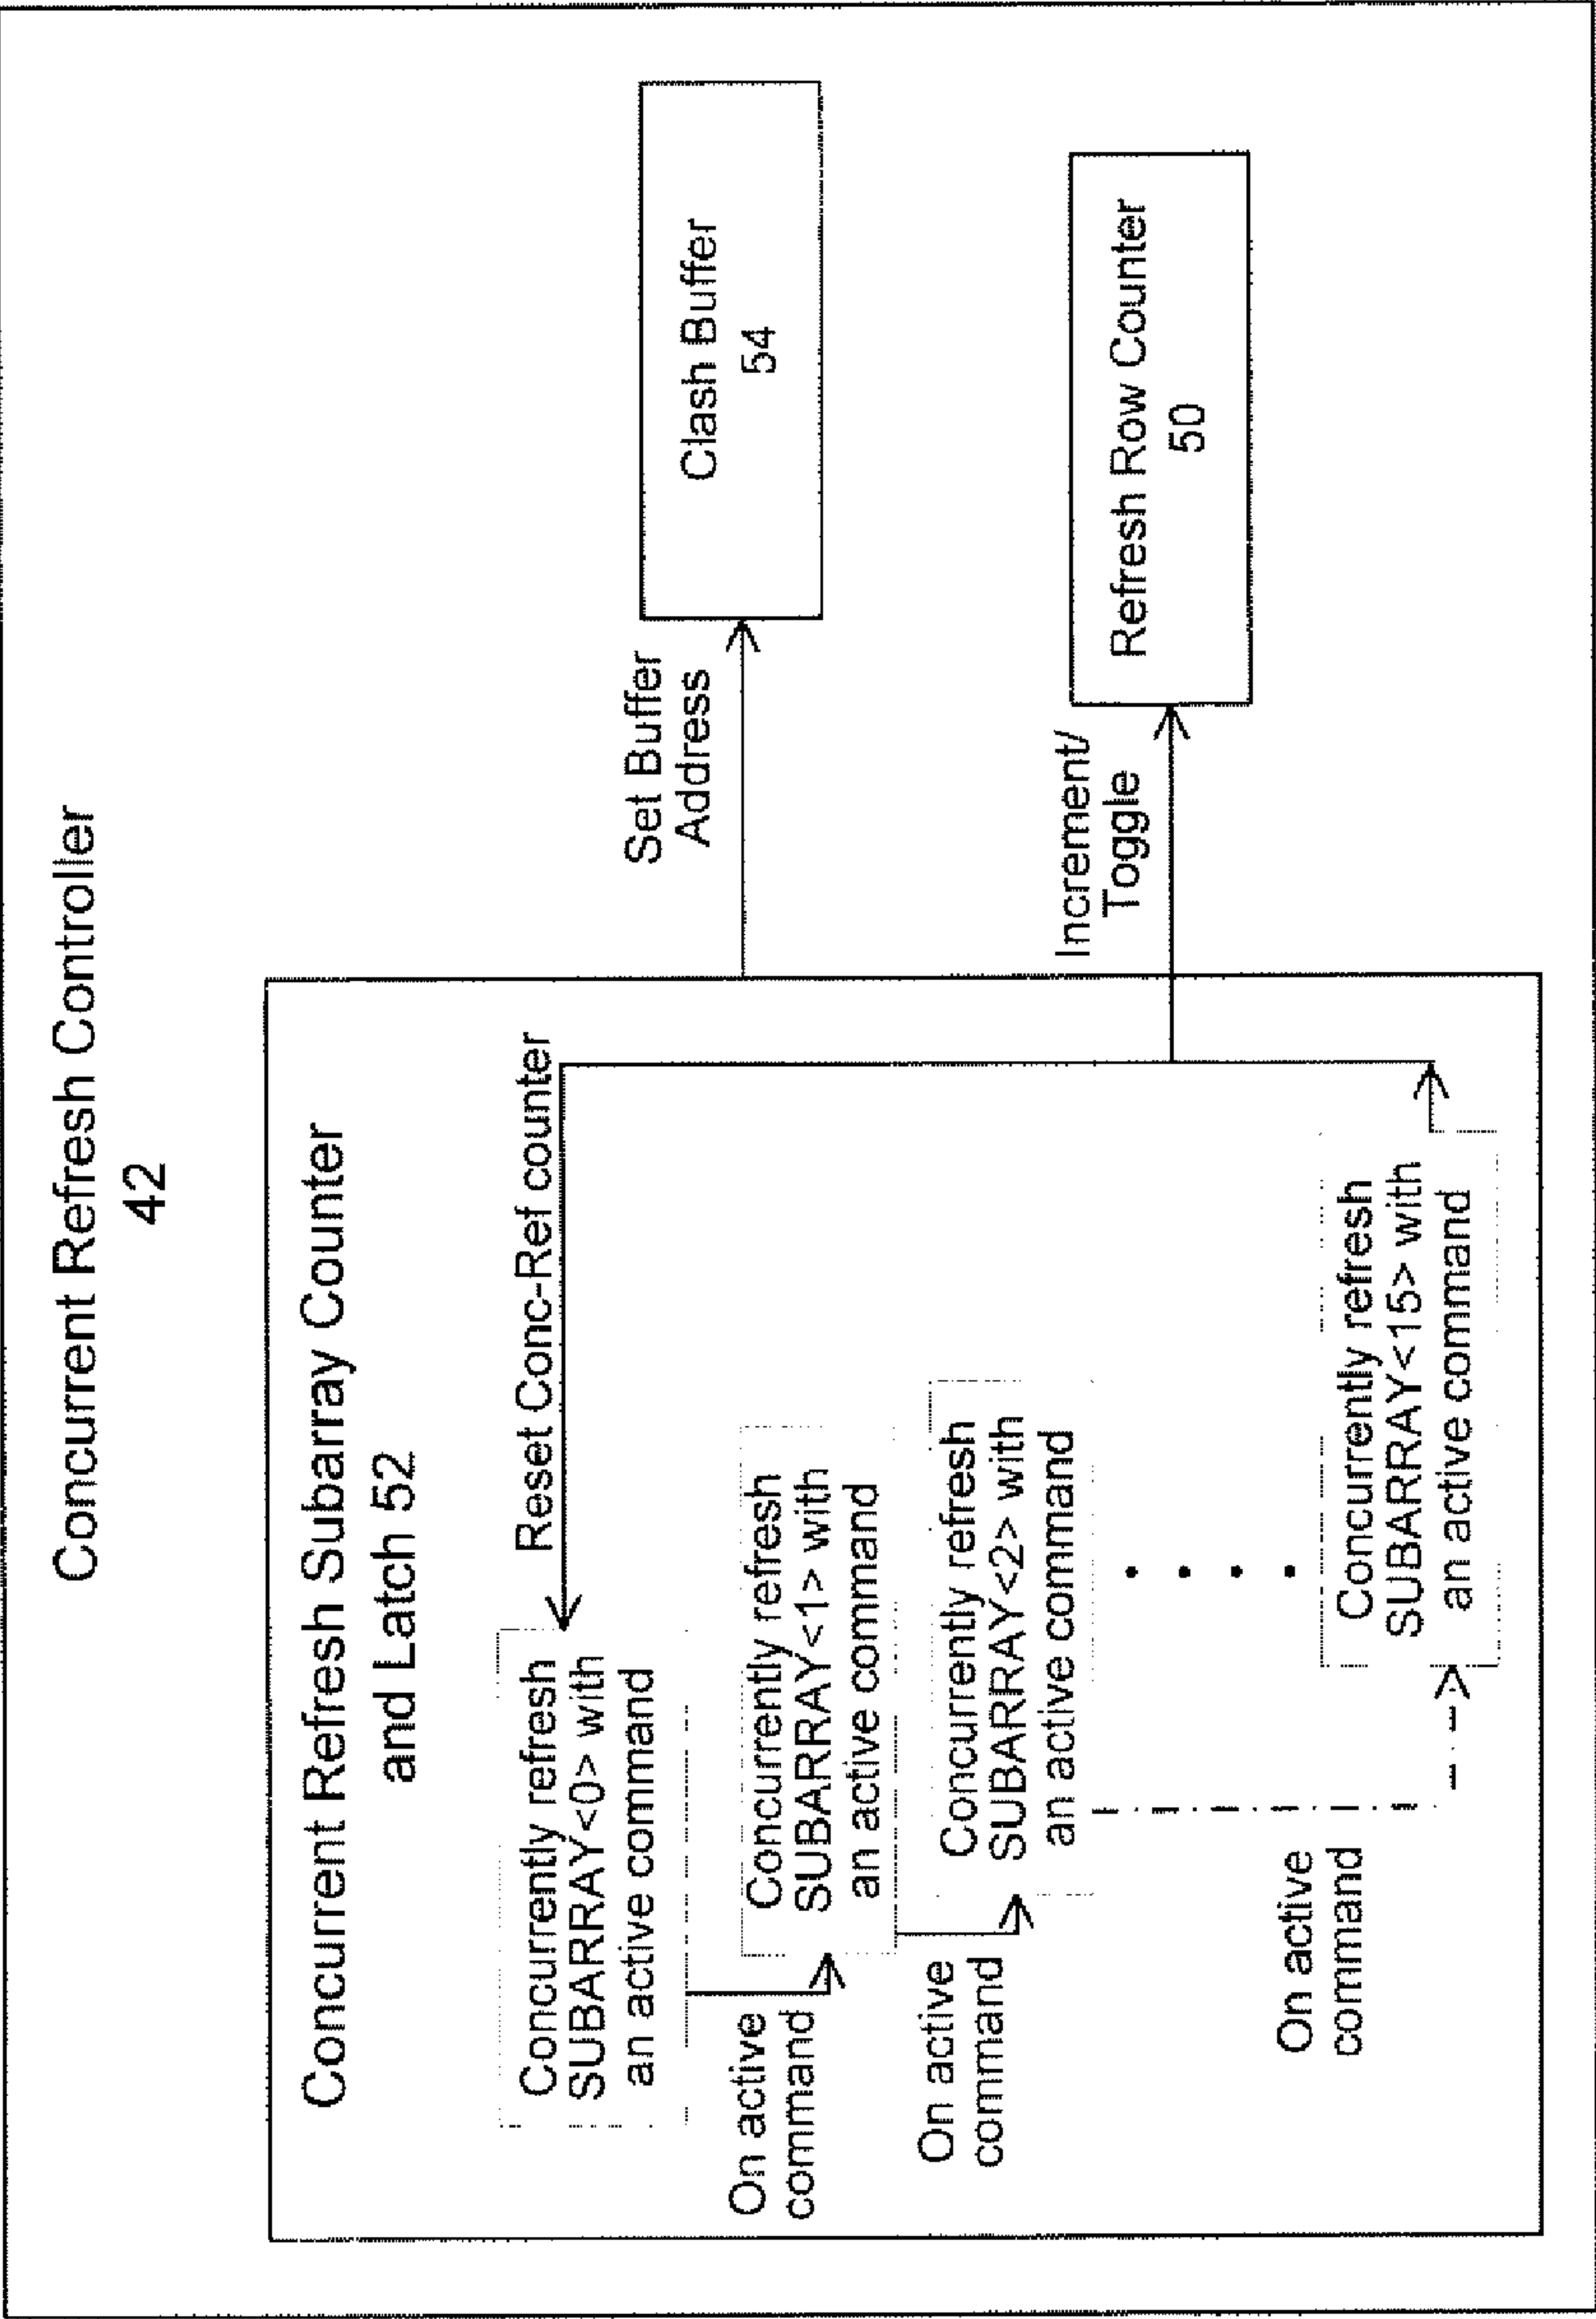 Concurrent Refresh Controller
42
Concurrent Refresh Subarray Counter
and Latch 52
Reset Conc-Ref counter
Concurrently refresh
SUBARRAY<0> with
an active command
On active
command
Concurrently refresh
SUBARRAY<1> with
an active command
On active
command
Concurrently refresh
SUBARRAY<2> with
an active command
On active
command
Concurrently refresh
SUBARRAY<15> with
an active command
Set Buffer
Address
Clash Buffer
54
Increment/
Toggle
Refresh Row Counter
50